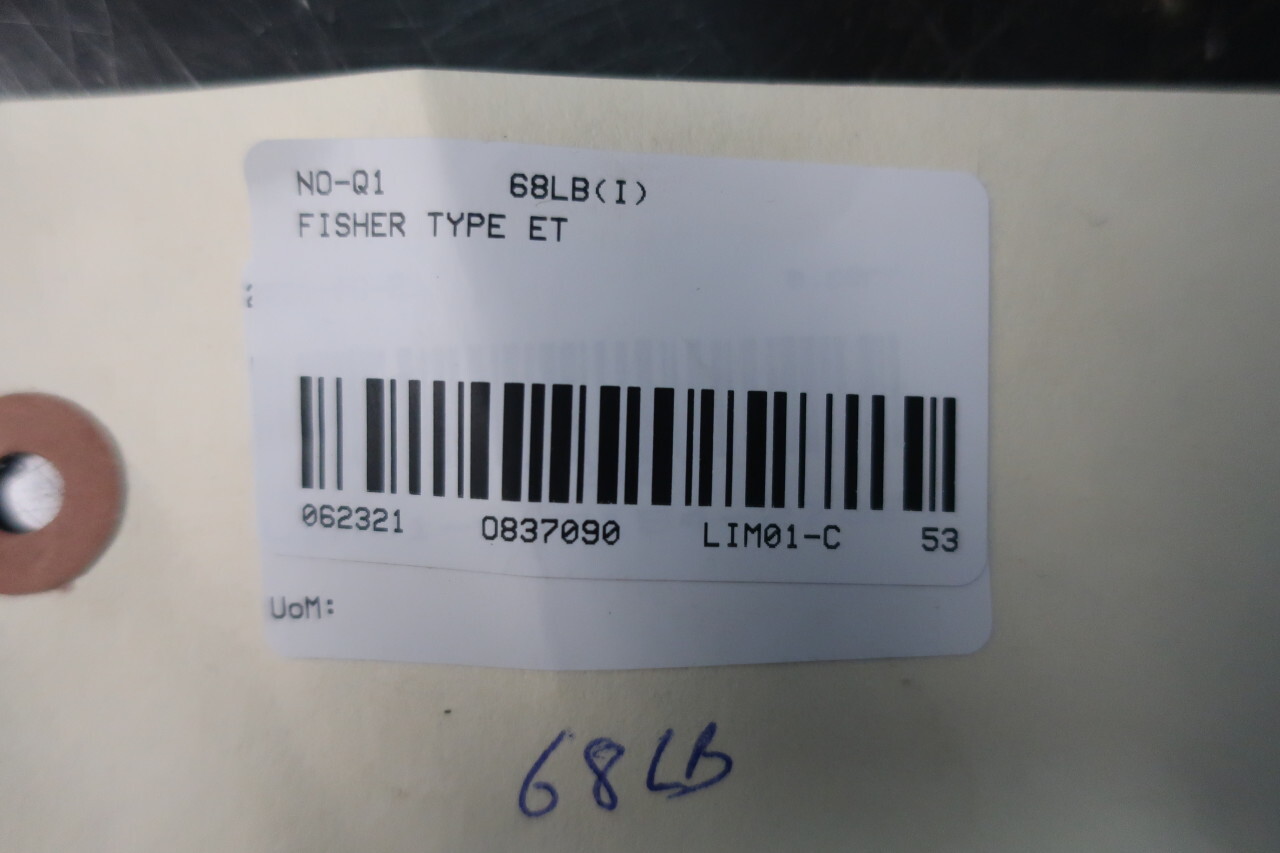 NO-Q1 68LB(I)
FISHER TYPE ET
062321 0837090 LIM01-C 53
UoM:
68LB